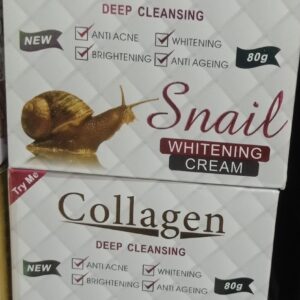 DEEP CLEANSING
NEW
ANTI ACNE WHITENING
BRIGHTENING ANTI AGEING
80g
Snail
WHITENING
CREAM
Try Me
Collagen
DEEP CLEANSING
NEW
ANTI ACNE WHITENING
BRIGHTENING ANTI AGEING
80g